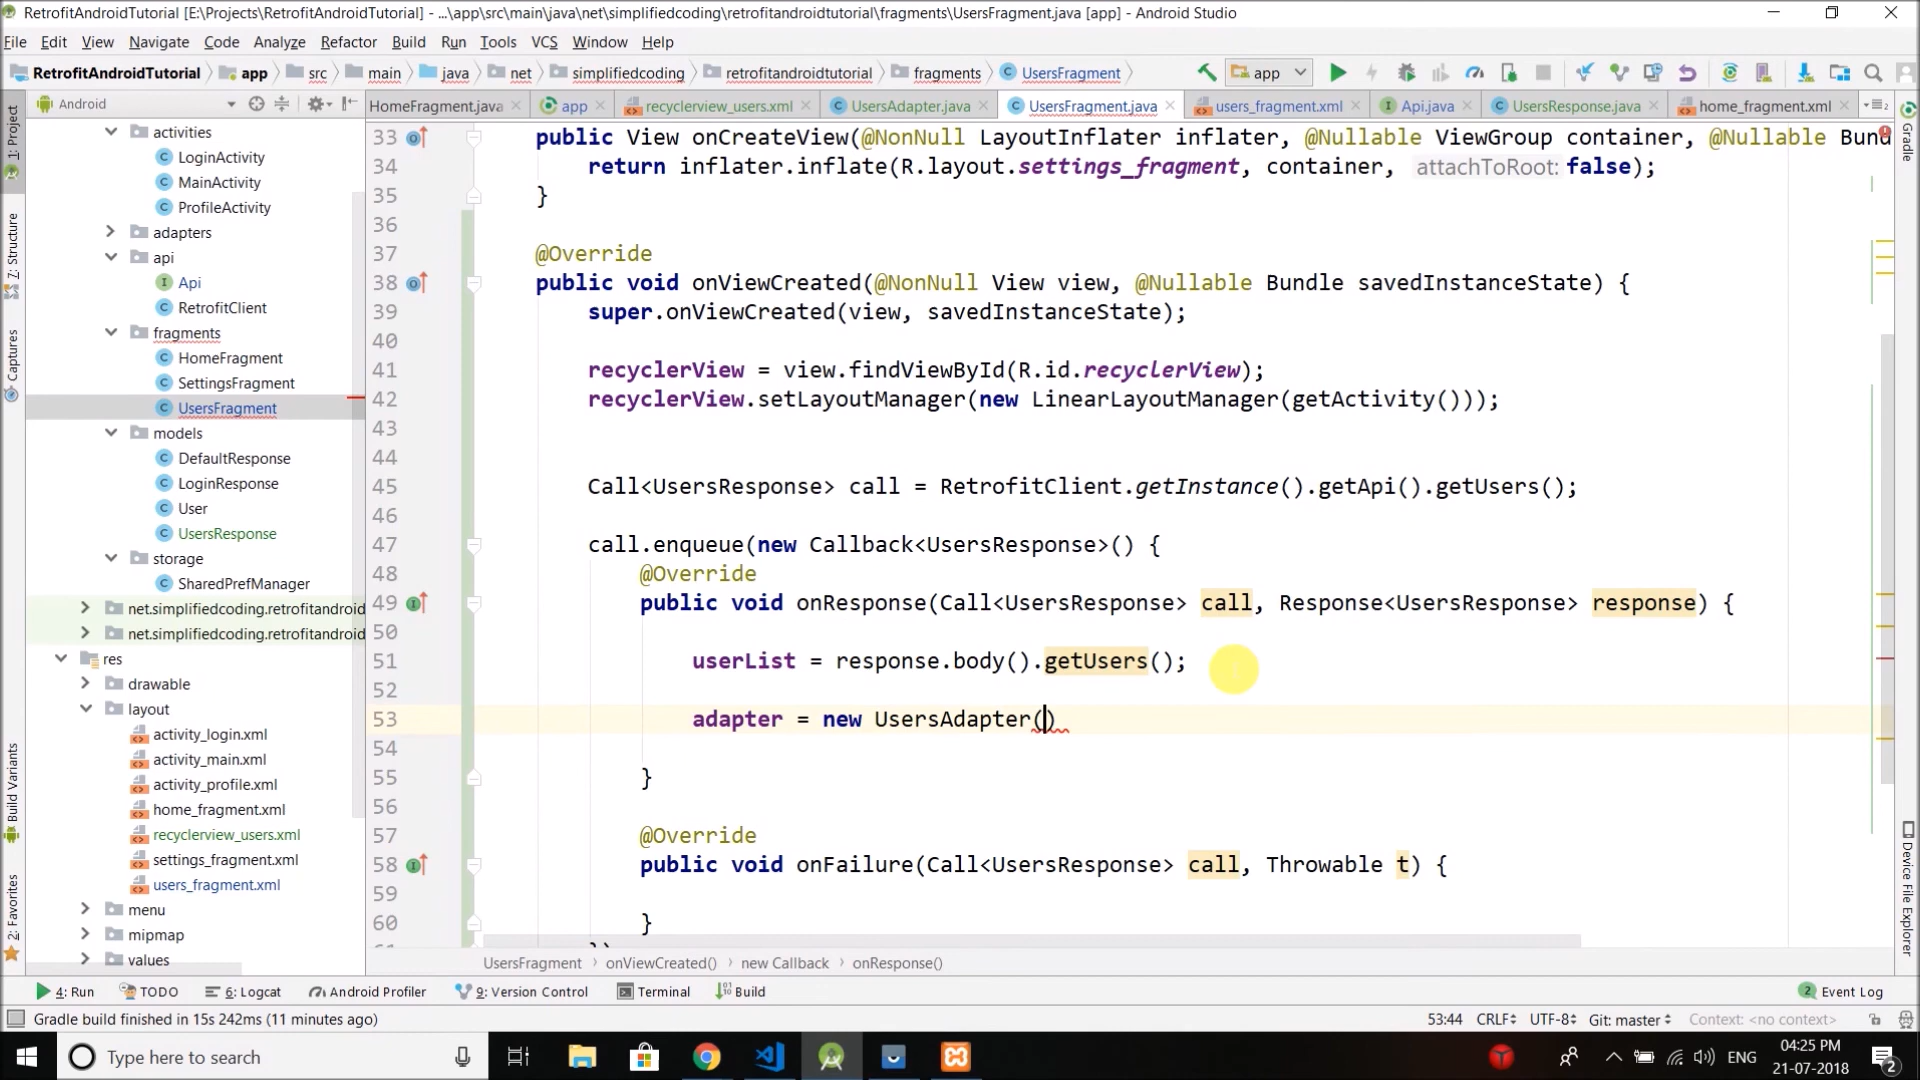 RetrofitAndroidTutorial [E:\Projects\RetrofitAndroidTutorial] - ...\app\src\main\java\net\simplifiedcoding\retrofitandroidtutorial\fragments\UsersFragment.java [app] - Android Studio
File Edit View Navigate Code Analyze Refactor Build Run Tools VCS Window Help
RetrofitAndroidTutorial app src main java net simplifiedcoding retrofitandroidtutorial fragments UsersFragment app
Android HomeFragment.java app recyclerview_users.xml UsersAdapter.java UsersFragment.java users_fragment.xml Api.java UsersResponse.java home_fragment.xml
1: Project
7: Structure
Captures
Build Variants
2: Favorites
Gradle
Device File Explorer
activities
LoginActivity
MainActivity
ProfileActivity
adapters
api
Api
RetrofitClient
fragments
HomeFragment
SettingsFragment
UsersFragment
models
DefaultResponse
LoginResponse
User
UsersResponse
storage
SharedPrefManager
net.simplifiedcoding.retrofitandroid
net.simplifiedcoding.retrofitandroid
res
drawable
layout
activity_login.xml
activity_main.xml
activity_profile.xml
home_fragment.xml
recyclerview_users.xml
settings_fragment.xml
users_fragment.xml
menu
mipmap
values
33 public View onCreateView(@NonNull LayoutInflater inflater, @Nullable ViewGroup container, @Nullable Bund
34 return inflater.inflate(R.layout.settings_fragment, container, attachToRoot: false);
35 }
36
37 @Override
38 public void onViewCreated(@NonNull View view, @Nullable Bundle savedInstanceState) {
39 super.onViewCreated(view, savedInstanceState);
40
41 recyclerView = view.findViewById(R.id.recyclerView);
42 recyclerView.setLayoutManager(new LinearLayoutManager(getActivity()));
43
44
45 Call<UsersResponse> call = RetrofitClient.getInstance().getApi().getUsers();
46
47 call.enqueue(new Callback<UsersResponse>() {
48 @Override
49 public void onResponse(Call<UsersResponse> call, Response<UsersResponse> response) {
50
51 userList = response.body().getUsers();
52
53 adapter = new UsersAdapter()
54
55 }
56
57 @Override
58 public void onFailure(Call<UsersResponse> call, Throwable t) {
59
60 }
UsersFragment onViewCreated() new Callback onResponse()
4: Run TODO 6: Logcat Android Profiler 9: Version Control Terminal Build 2 Event Log
Gradle build finished in 15s 242ms (11 minutes ago) 53:44 CRLF UTF-8 Git: master Context: <no context>
Type here to search ENG 04:25 PM
21-07-2018 2